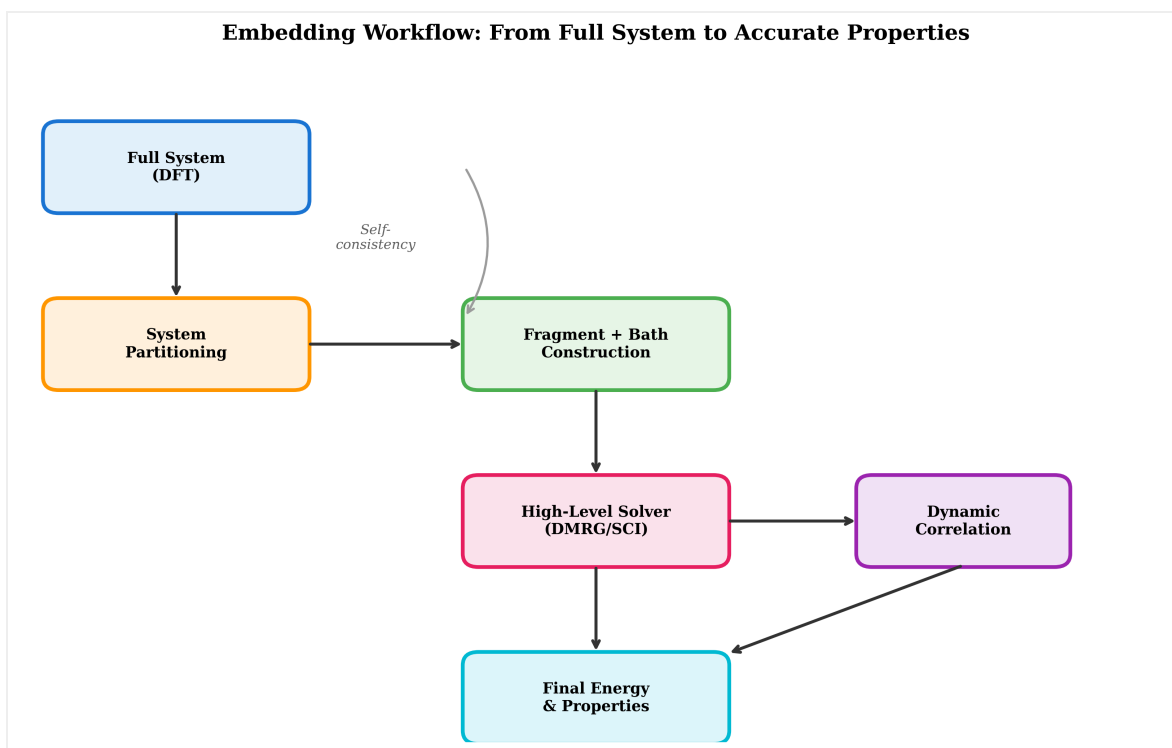 Embedding Workflow: From Full System to Accurate Properties
Full System
(DFT)
Self-
consistency
System
Partitioning
Fragment + Bath
Construction
High-Level Solver
(DMRG/SCI)
Dynamic
Correlation
Final Energy
& Properties